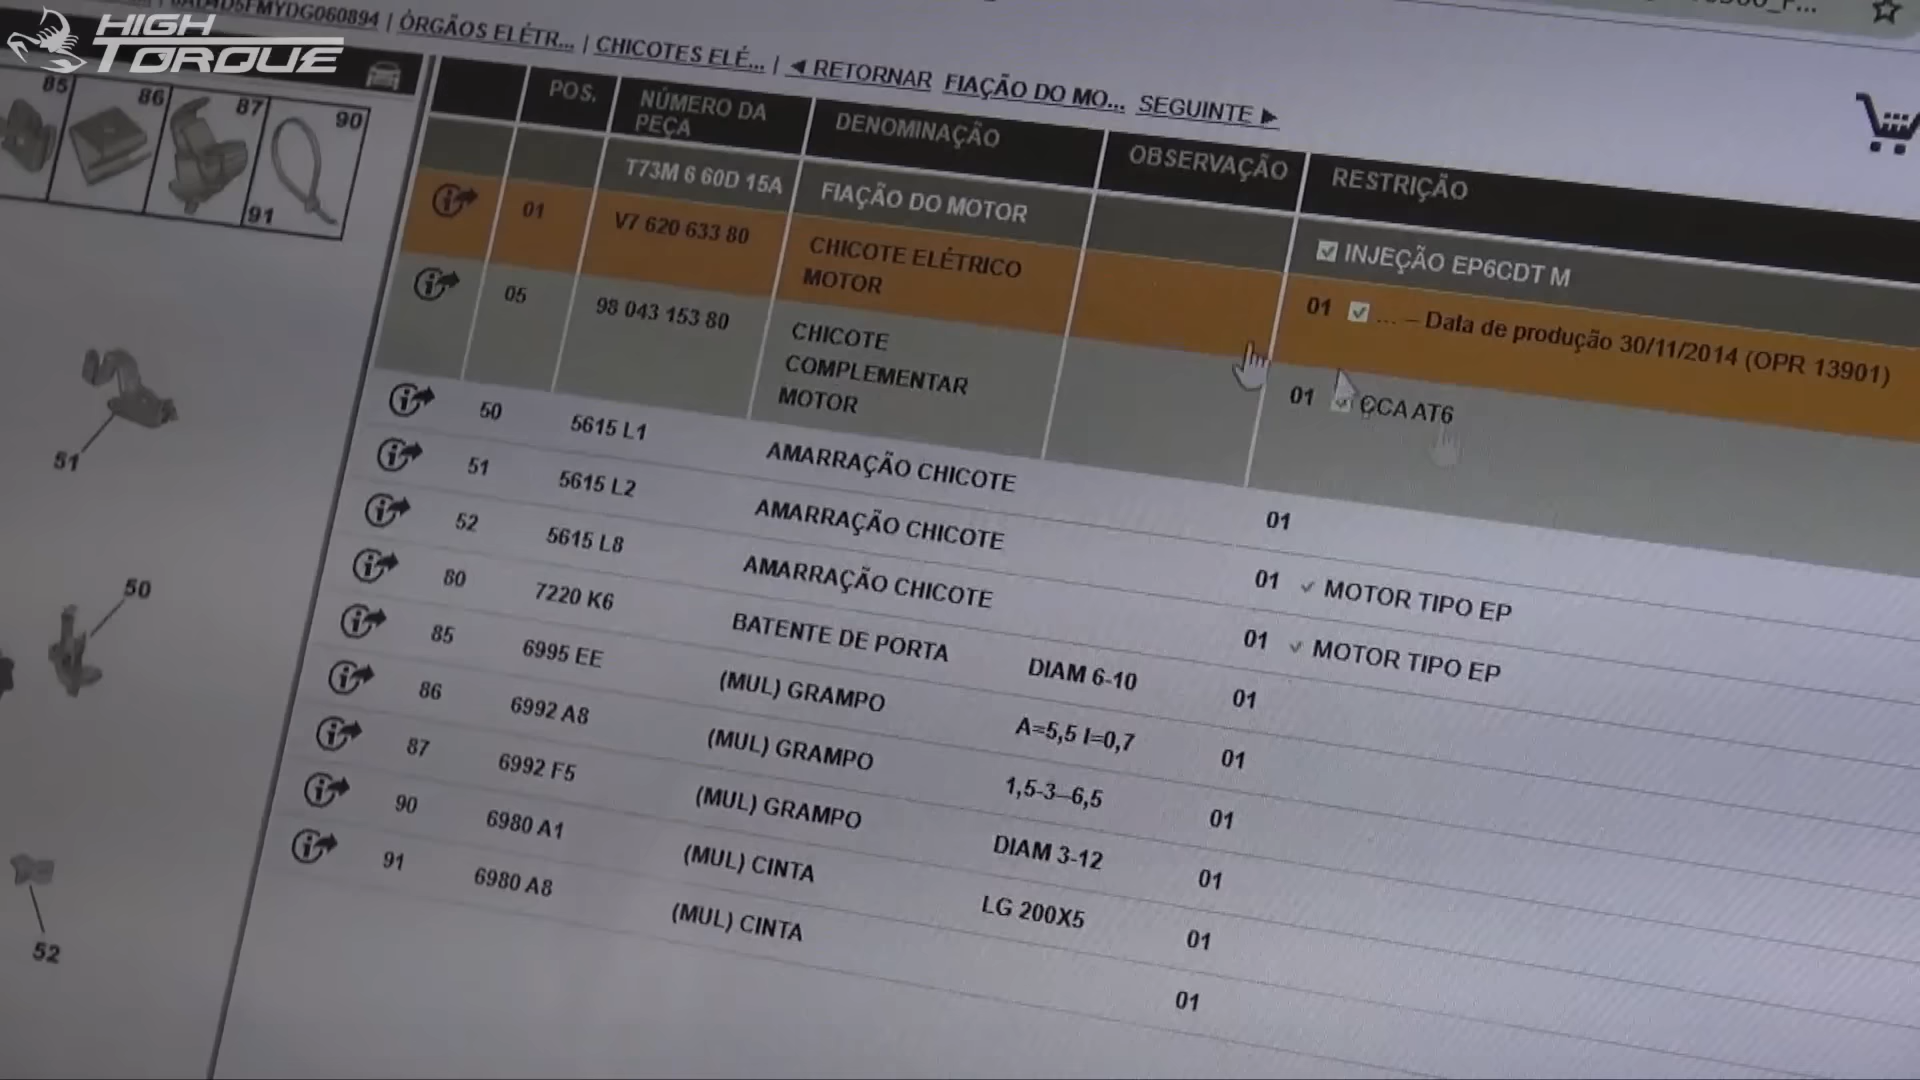 HIGH
TORQUE
| ÓRGÃOS ELÉTR... | CHICOTES ELÉ... | ◄ RETORNAR FIAÇÃO DO MO... SEGUINTE ►
85 86 87 90
91
51
50
52
POS. NÚMERO DA PEÇA DENOMINAÇÃO OBSERVAÇÃO RESTRIÇÃO
T73M 6 60D 15A FIAÇÃO DO MOTOR INJEÇÃO EP6CDT M
01 V7 620 633 80 CHICOTE ELÉTRICO MOTOR 01 ... – Data de produção 30/11/2014 (OPR 13901)
05 98 043 153 80 CHICOTE COMPLEMENTAR MOTOR 01 CCA AT6
50 5615 L1 AMARRAÇÃO CHICOTE 01
51 5615 L2 AMARRAÇÃO CHICOTE 01 MOTOR TIPO EP
52 5615 L8 AMARRAÇÃO CHICOTE 01 MOTOR TIPO EP
80 7220 K6 BATENTE DE PORTA DIAM 6-10 01
85 6995 EE (MUL) GRAMPO A=5,5 I=0,7 01
86 6992 A8 (MUL) GRAMPO 1,5-3–6,5 01
87 6992 F5 (MUL) GRAMPO DIAM 3-12 01
90 6980 A1 (MUL) CINTA LG 200X5 01
91 6980 A8 (MUL) CINTA 01